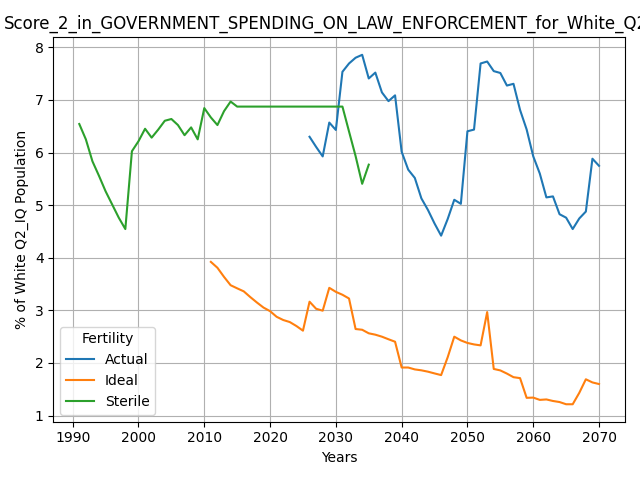 Score_2_in_GOVERNMENT_SPENDING_ON_LAW_ENFORCEMENT_for_White_Q2
8
7
6
5
4
3
2
1
% of White Q2_IQ Population
Fertility
Actual
Ideal
Sterile
1990 2000 2010 2020 2030 2040 2050 2060 2070
Years